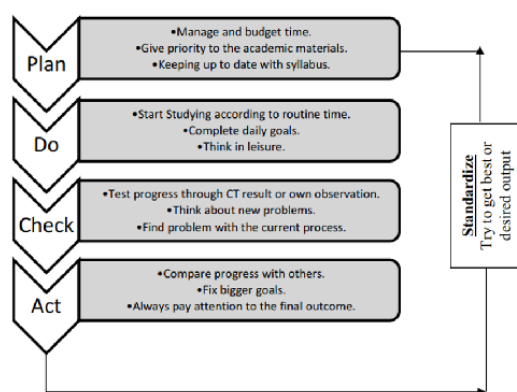 Plan
•Manage and budget time.
•Give priority to the academic materials.
•Keeping up to date with syllabus.
Do
•Start Studying according to routine time.
•Complete daily goals.
•Think in leisure.
Check
•Test progress through CT result or own observation.
•Think about new problems.
•Find problem with the current process.
Act
•Compare progress with others.
•Fix bigger goals.
•Always pay attention to the final outcome.
Standardize
Try to get best or
desired output